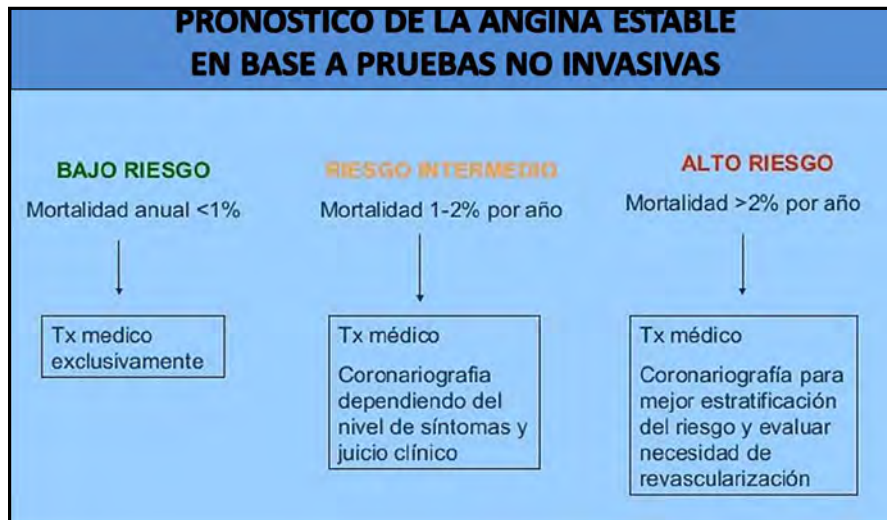 PRONOSTICO DE LA ANGINA ESTABLE
EN BASE A PRUEBAS NO INVASIVAS
BAJO RIESGO
Mortalidad anual <1%
Tx medico
exclusivamente
RIESGO INTERMEDIO
Mortalidad 1-2% por año
Tx médico
Coronariografia
dependiendo del
nivel de síntomas y
juicio clínico
ALTO RIESGO
Mortalidad >2% por año
Tx médico
Coronariografía para
mejor estratificación
del riesgo y evaluar
necesidad de
revascularización